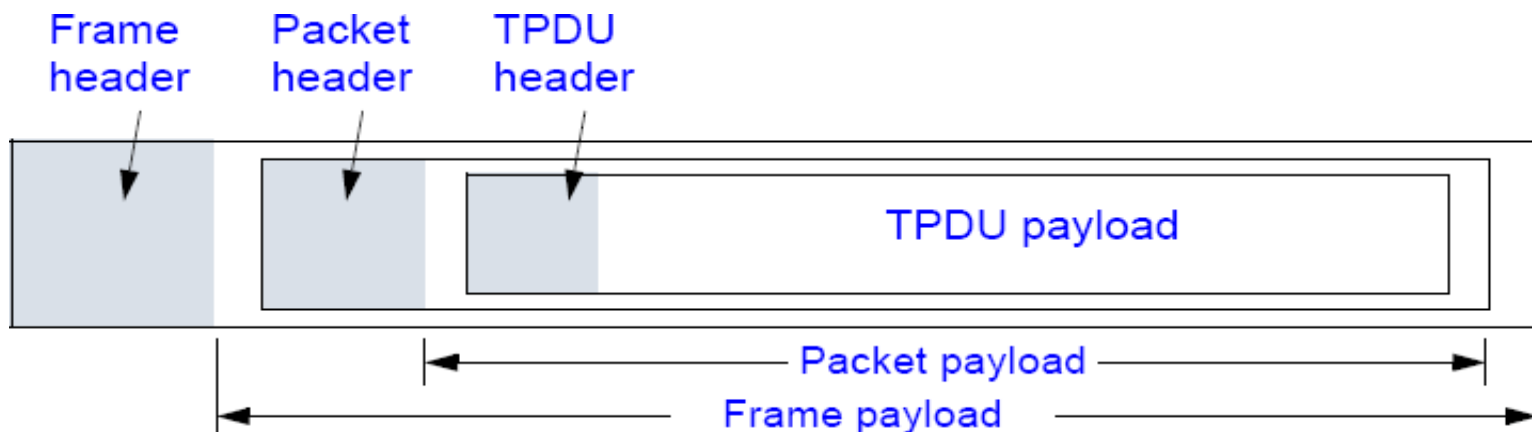 Frame header
Packet header
TPDU header
TPDU payload
Packet payload
Frame payload